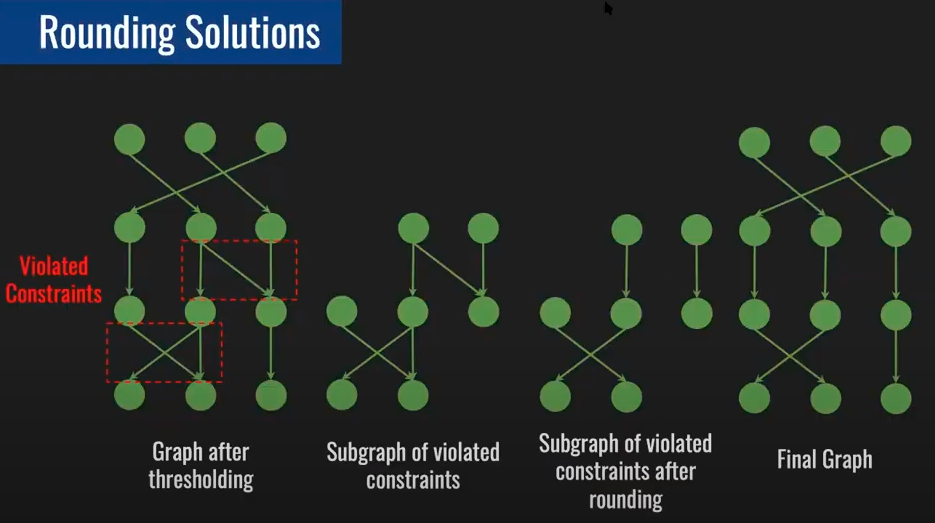 Rounding Solutions
Violated
Constraints
Graph after
thresholding
Subgraph of violated
constraints
Subgraph of violated
constraints after
rounding
Final Graph